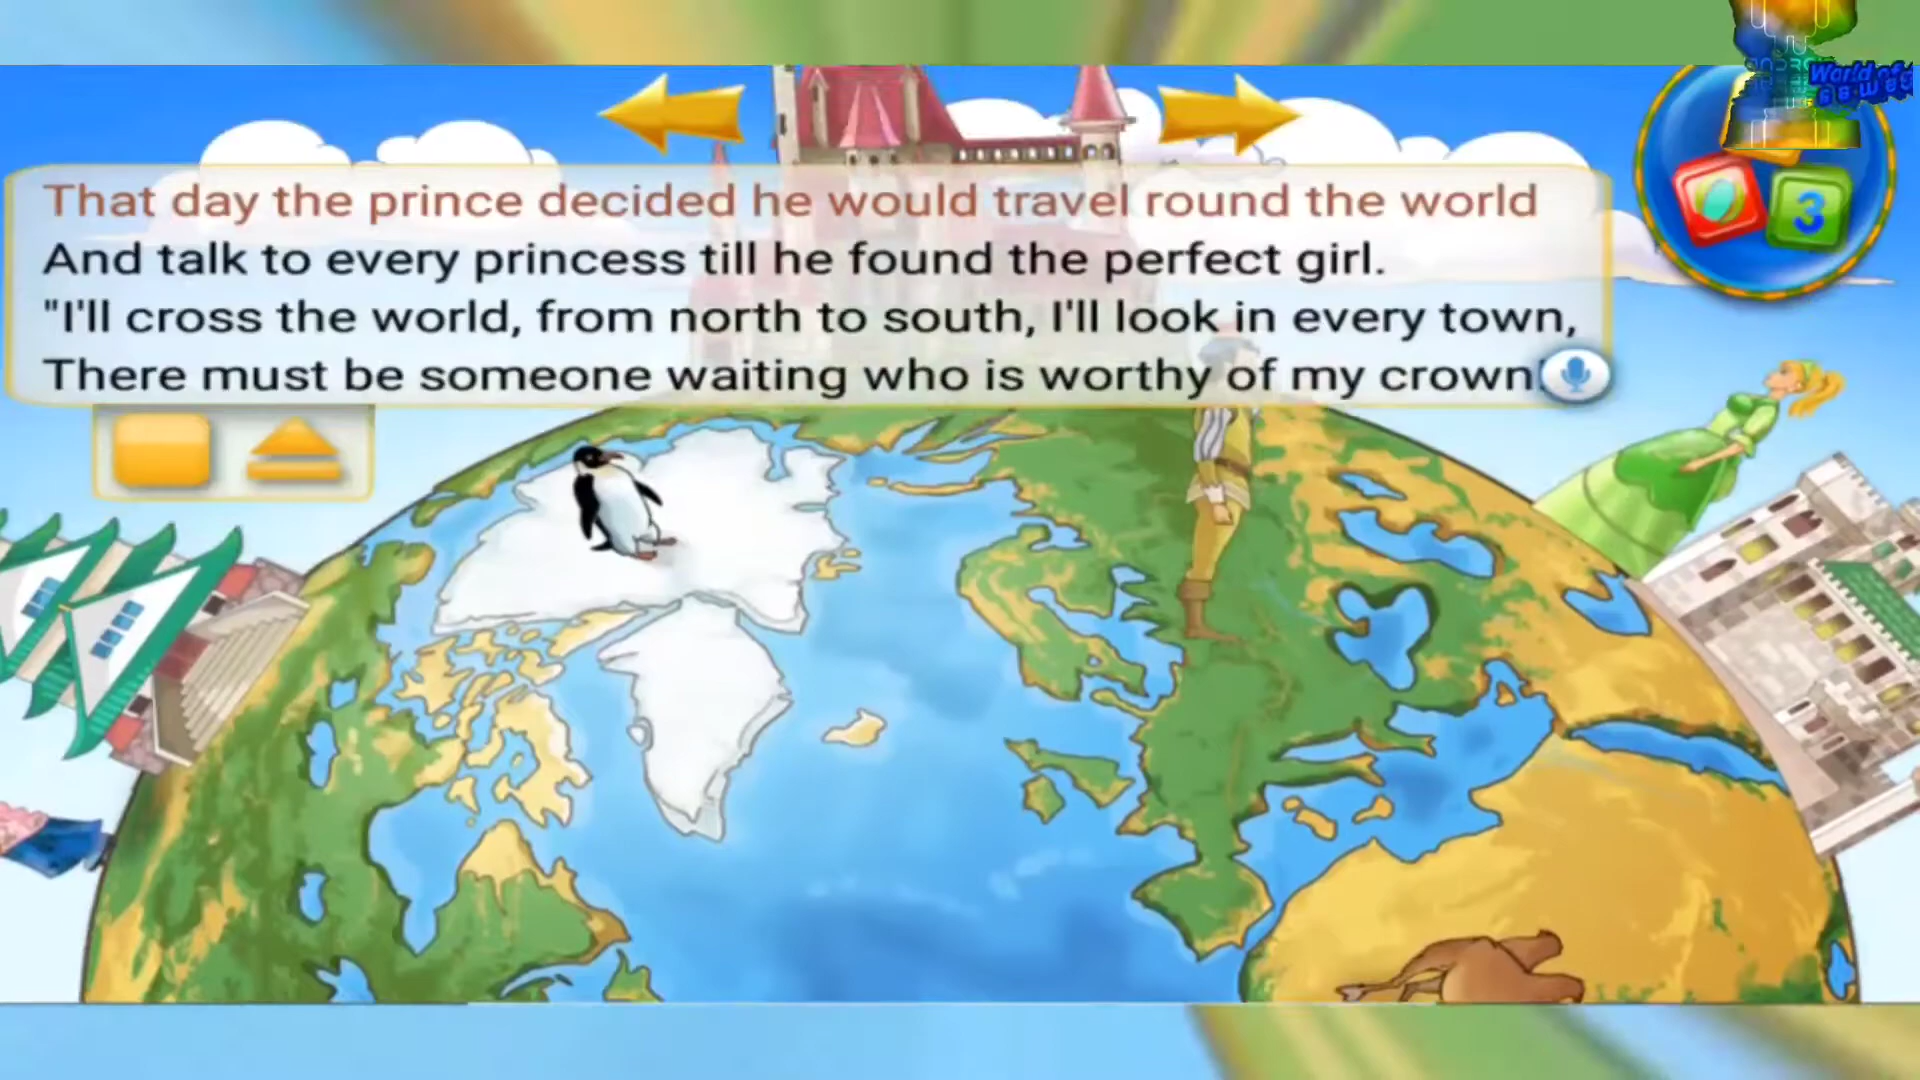 That day the prince decided he would travel round the world
And talk to every princess till he found the perfect girl.
"I'll cross the world, from north to south, I'll look in every town,
There must be someone waiting who is worthy of my crown
3
World of